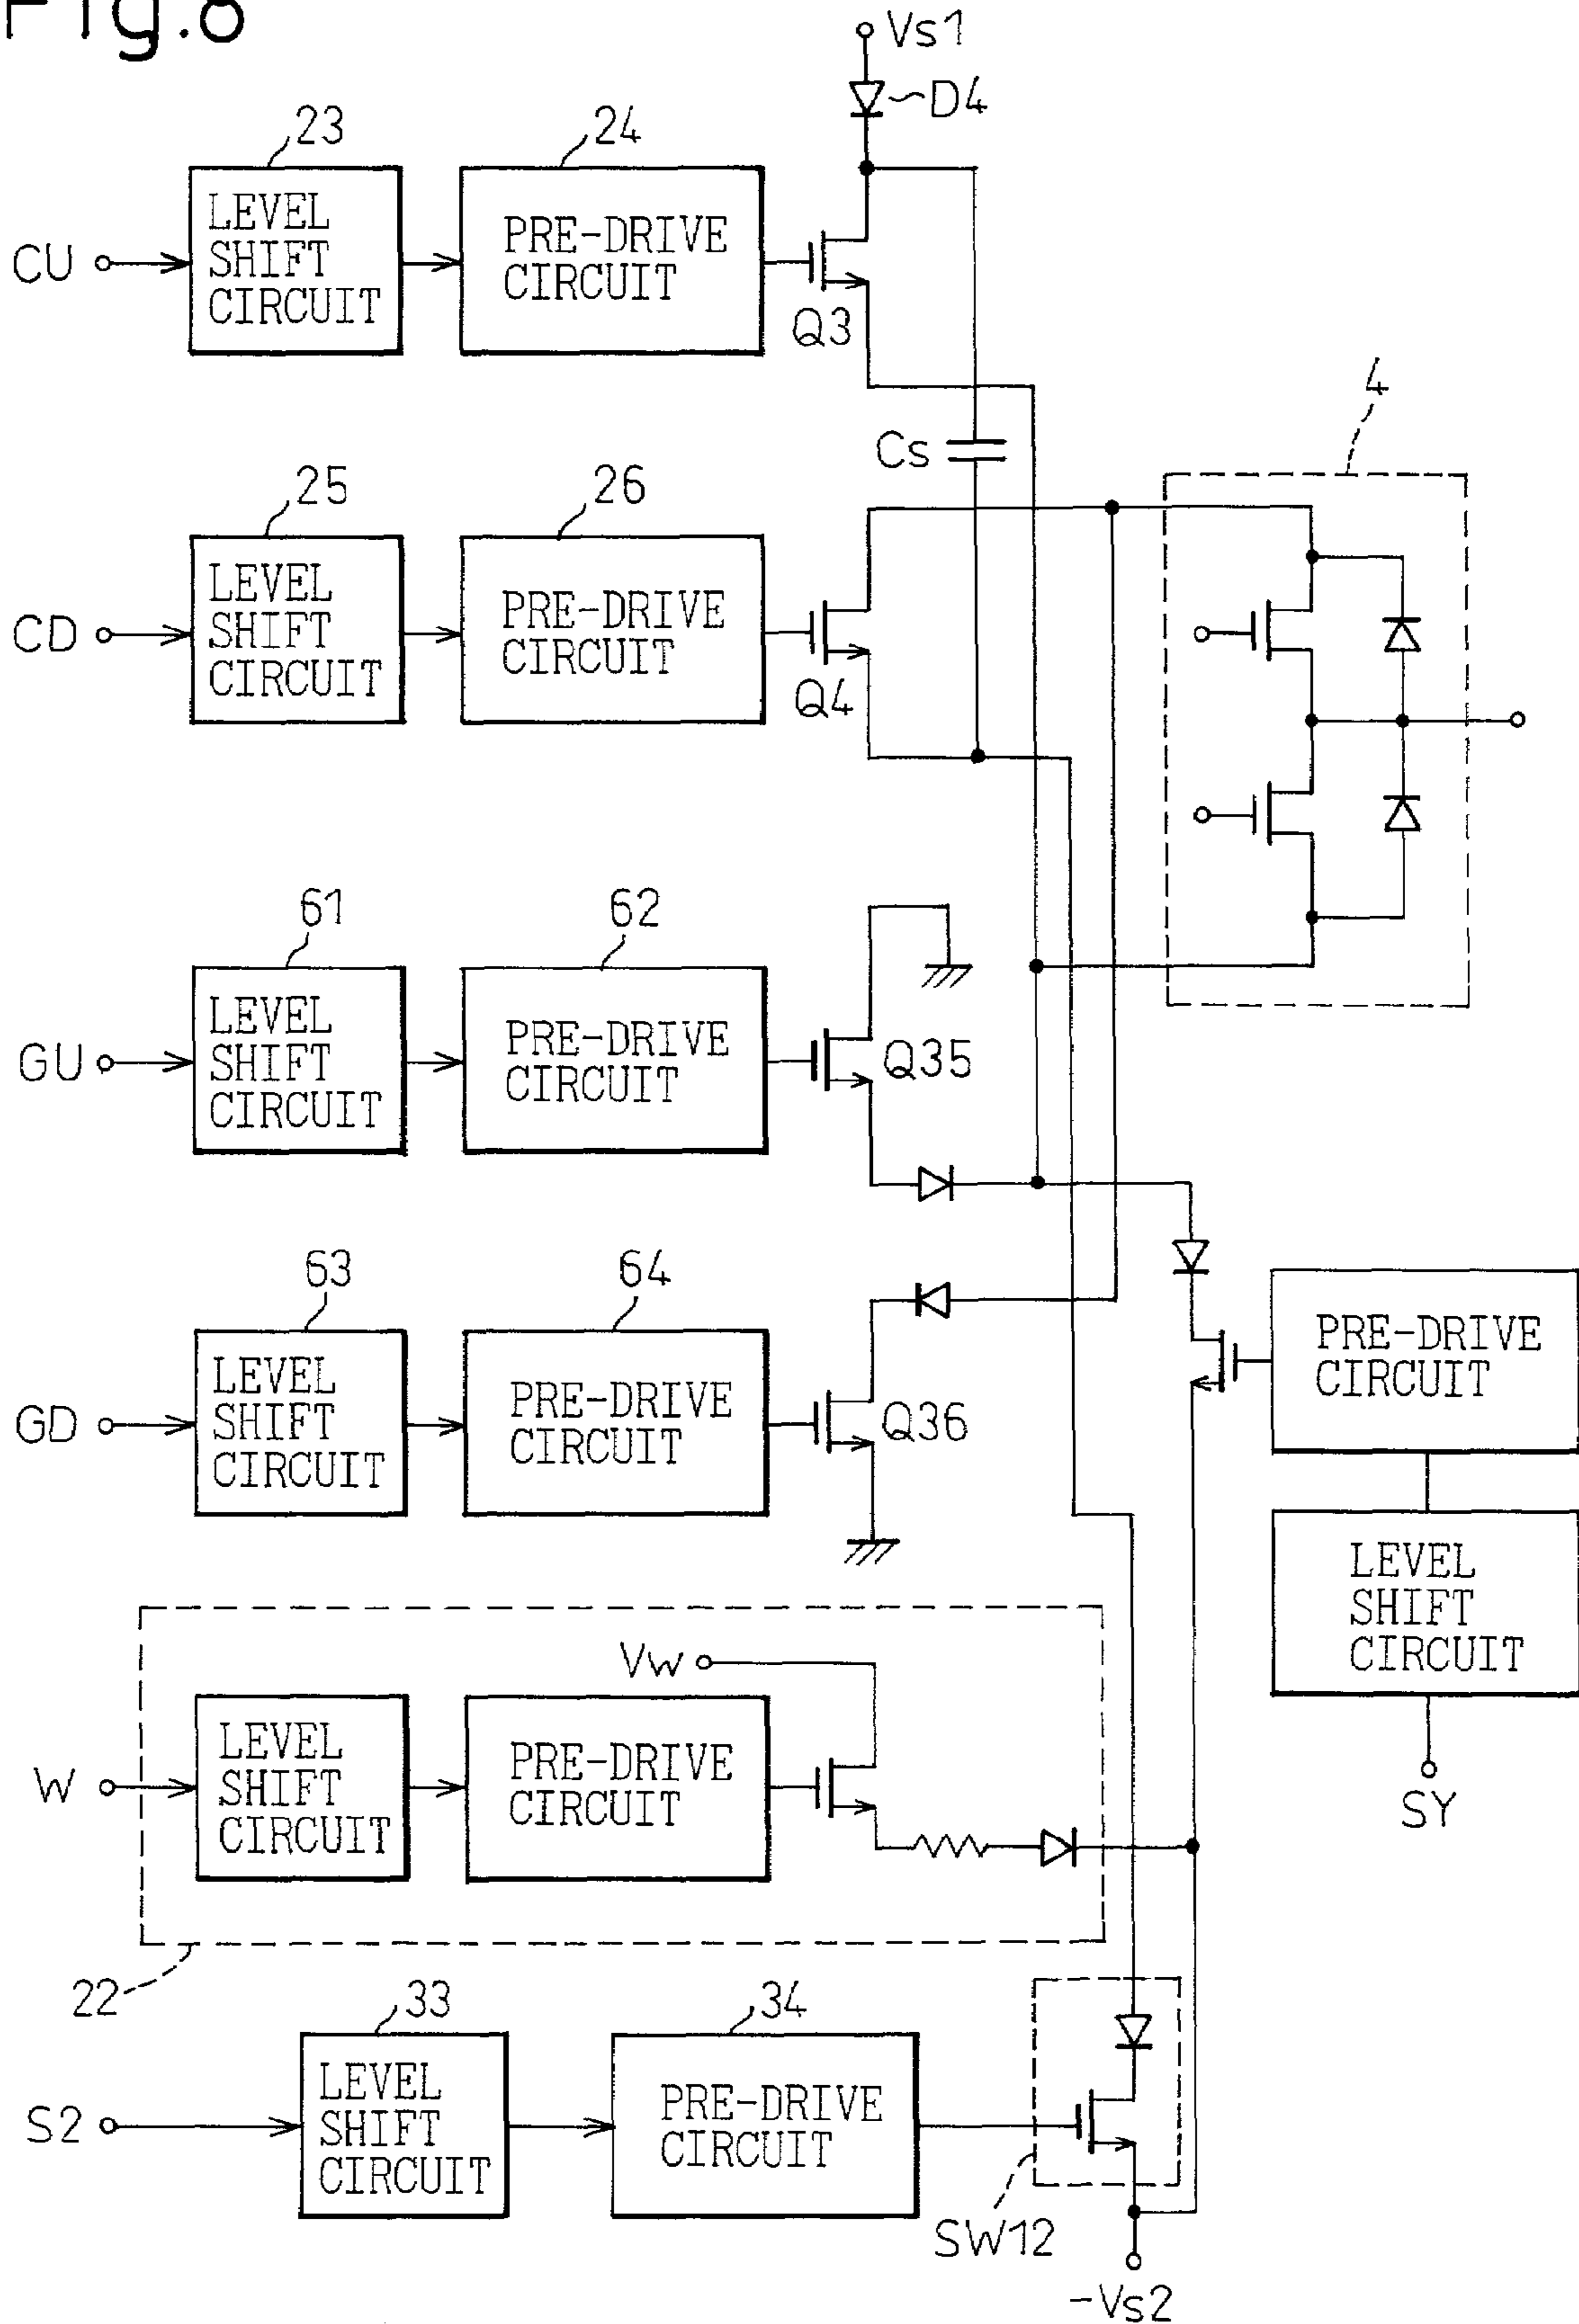 Fig.8
Vs1
D4
23
24
LEVEL
SHIFT
CIRCUIT
PRE-DRIVE
CIRCUIT
CU
Q3
4
Cs
25
26
LEVEL
SHIFT
CIRCUIT
PRE-DRIVE
CIRCUIT
CD
Q4
61
62
LEVEL
SHIFT
CIRCUIT
PRE-DRIVE
CIRCUIT
GU
Q35
63
64
LEVEL
SHIFT
CIRCUIT
PRE-DRIVE
CIRCUIT
GD
Q36
PRE-DRIVE
CIRCUIT
LEVEL
SHIFT
CIRCUIT
SY
Vw
LEVEL
SHIFT
CIRCUIT
PRE-DRIVE
CIRCUIT
W
22
33
34
LEVEL
SHIFT
CIRCUIT
PRE-DRIVE
CIRCUIT
S2
SW12
-Vs2